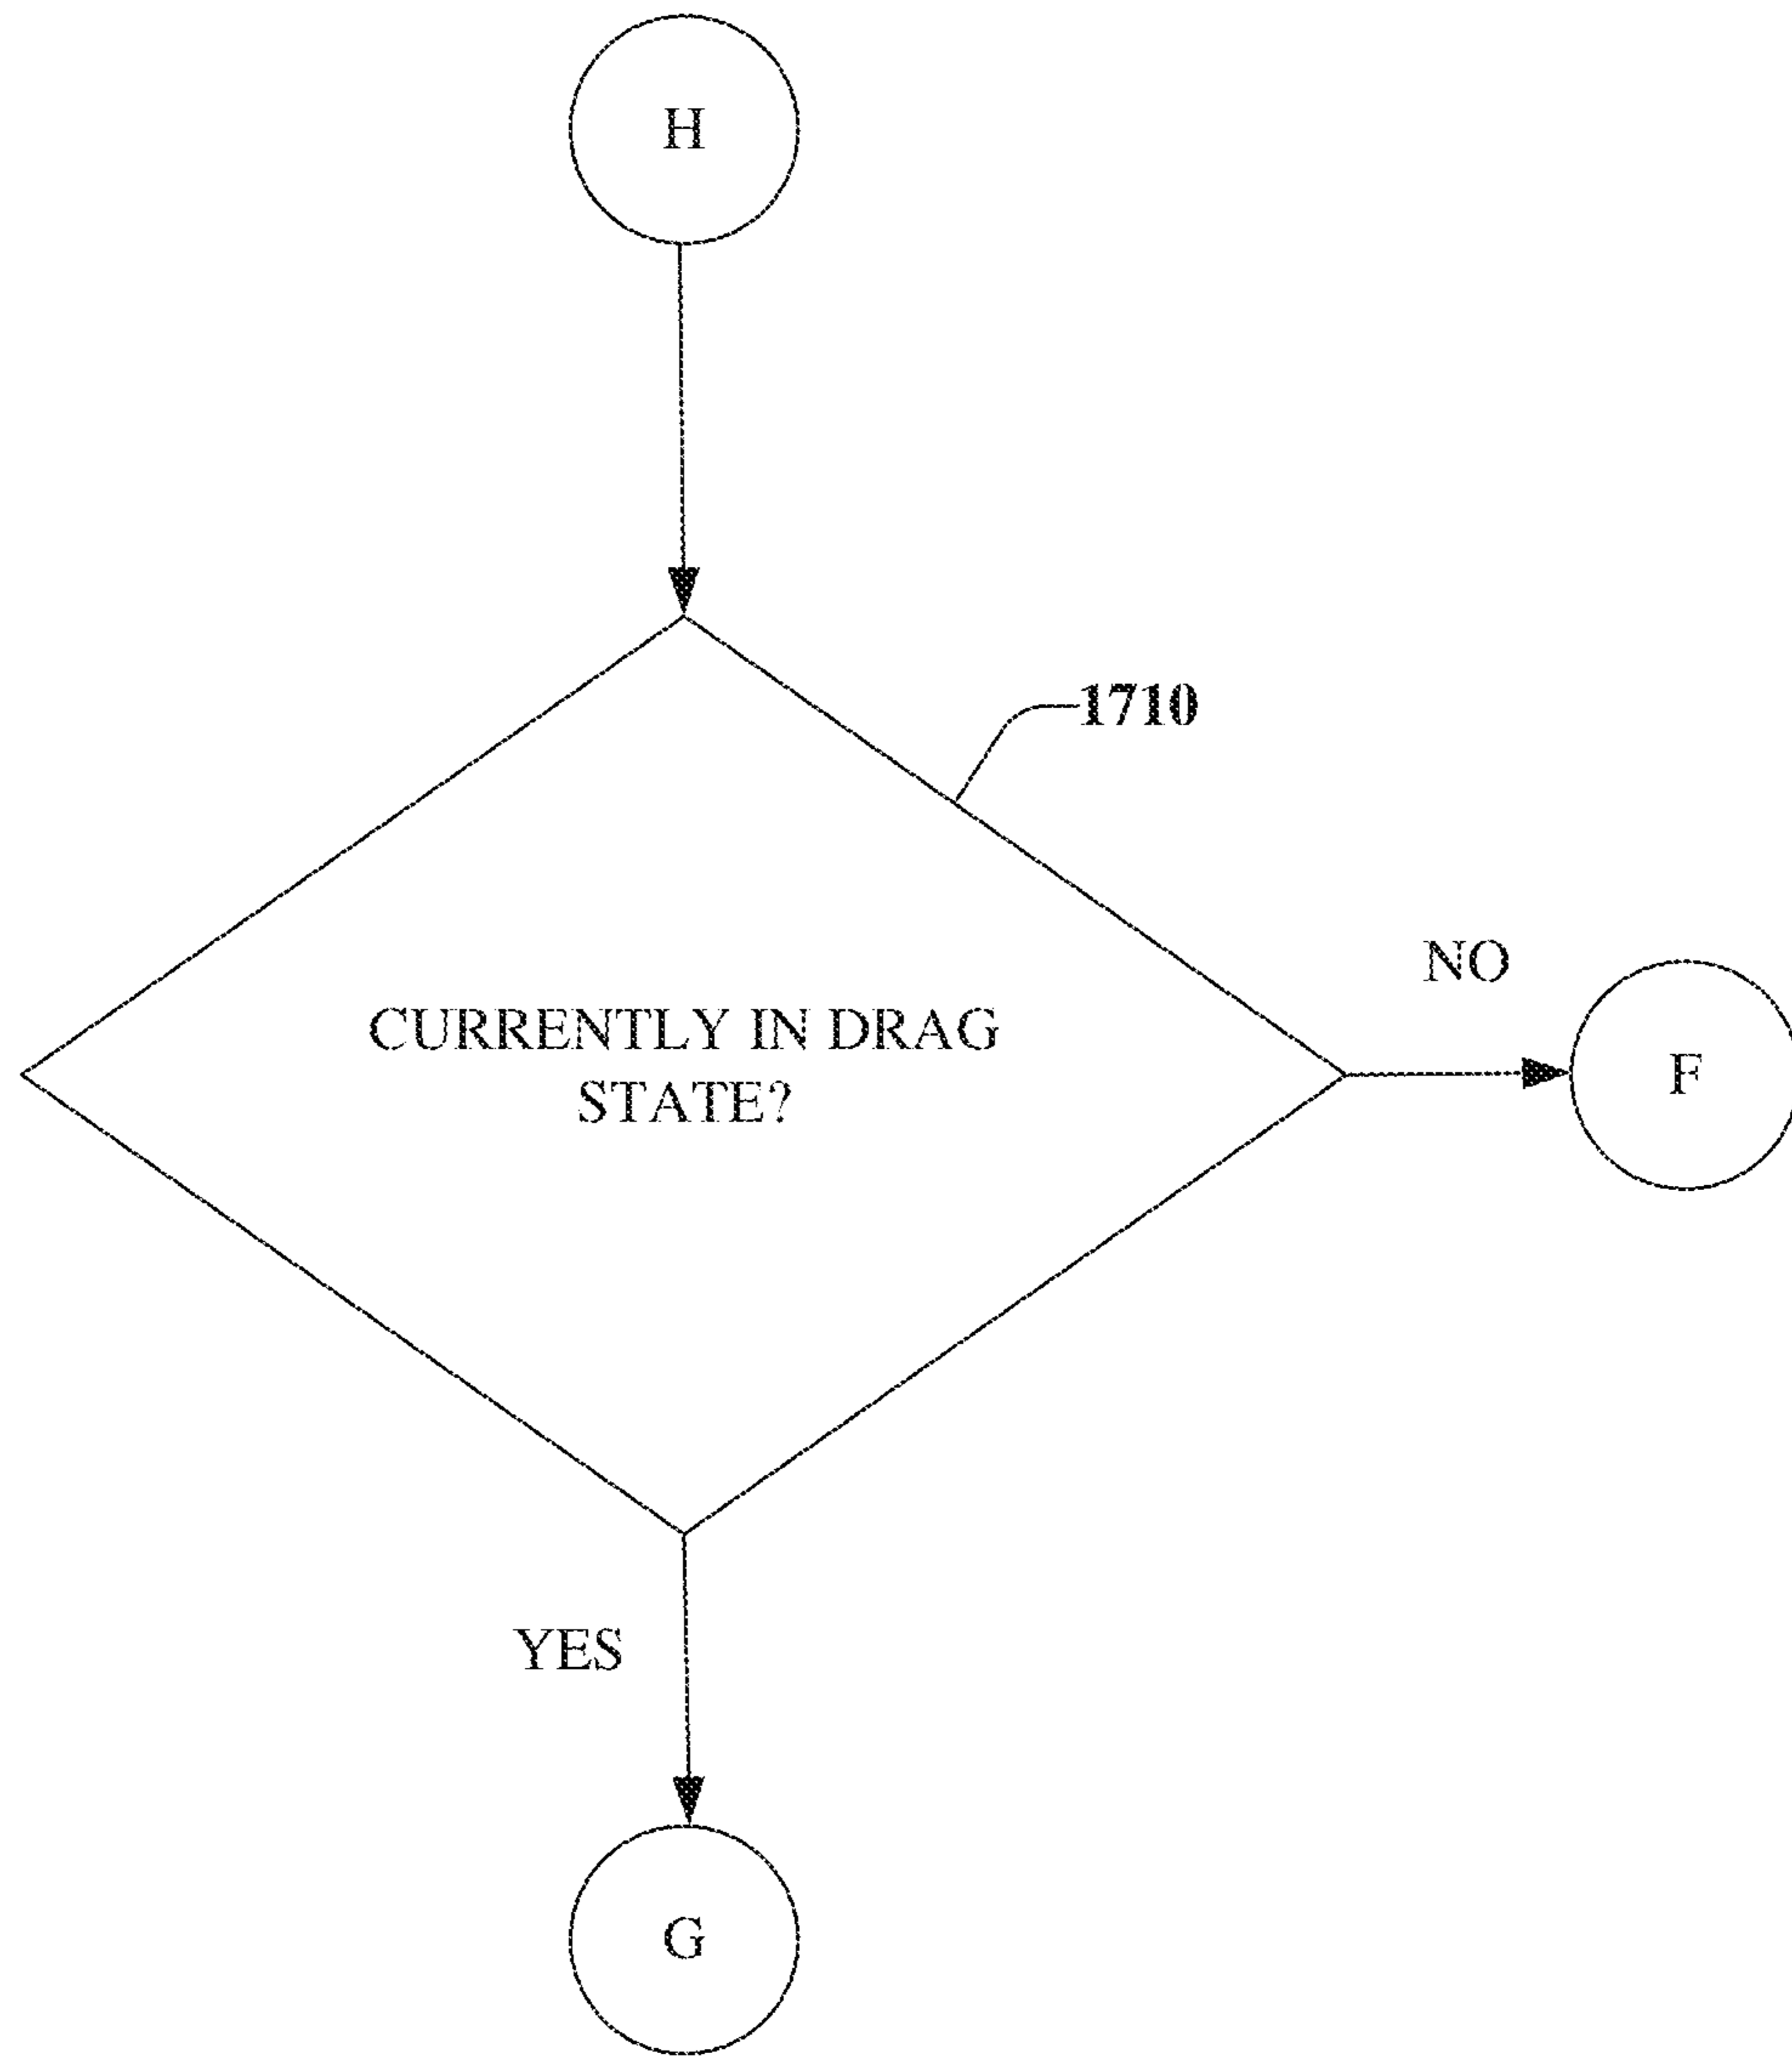 H
1710
NO
CURRENTLY IN DRAG
STATE?
F
YES
G